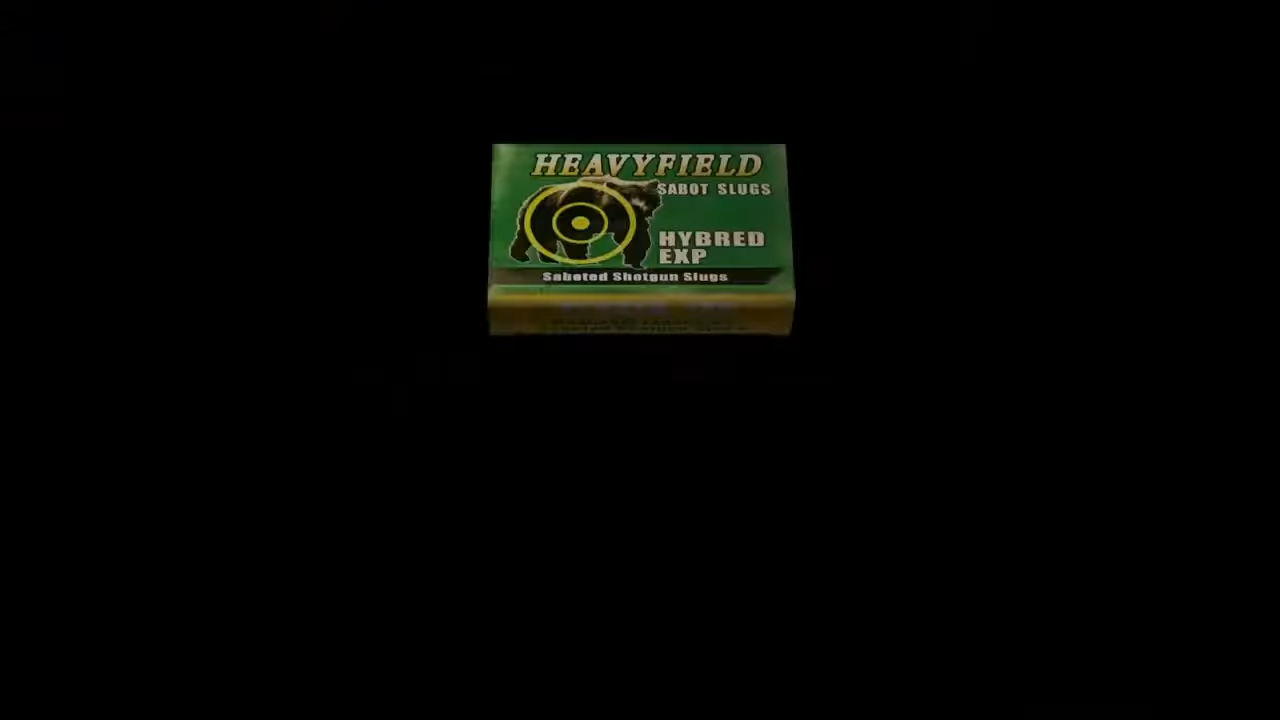 HEAVYFIELD
SABOT SLUGS
HYBRED
EXP
Saboted Shotgun Slugs